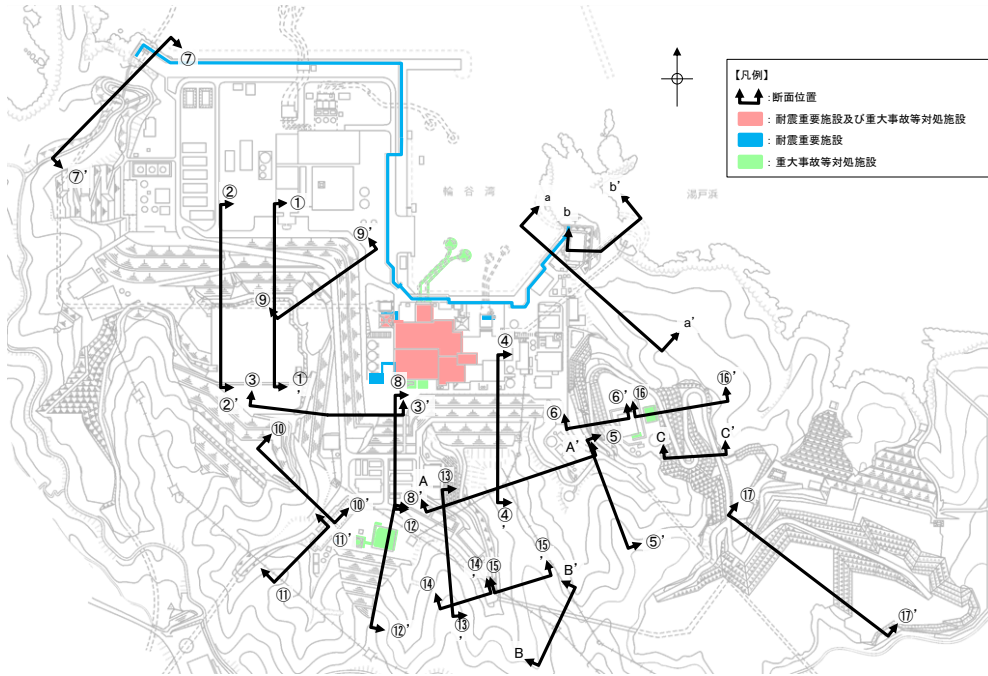 ⑦
⑦'
【凡例】
：断面位置
：耐震重要施設及び重大事故等対処施設
：耐震重要施設
：重大事故等対処施設
輪谷湾
湯戸浜
②
①
⑨'
a
b
b'
⑨
a'
④
③
①'
②'
⑧
③'
⑯'
⑥'
⑯
⑥
⑤
A'
C
C'
⑩
A
⑬
⑧'
⑫
④'
⑩'
⑪'
⑤'
⑰
⑪
⑭'
⑮
⑮'
B'
⑭
⑬'
⑫'
⑰'
B